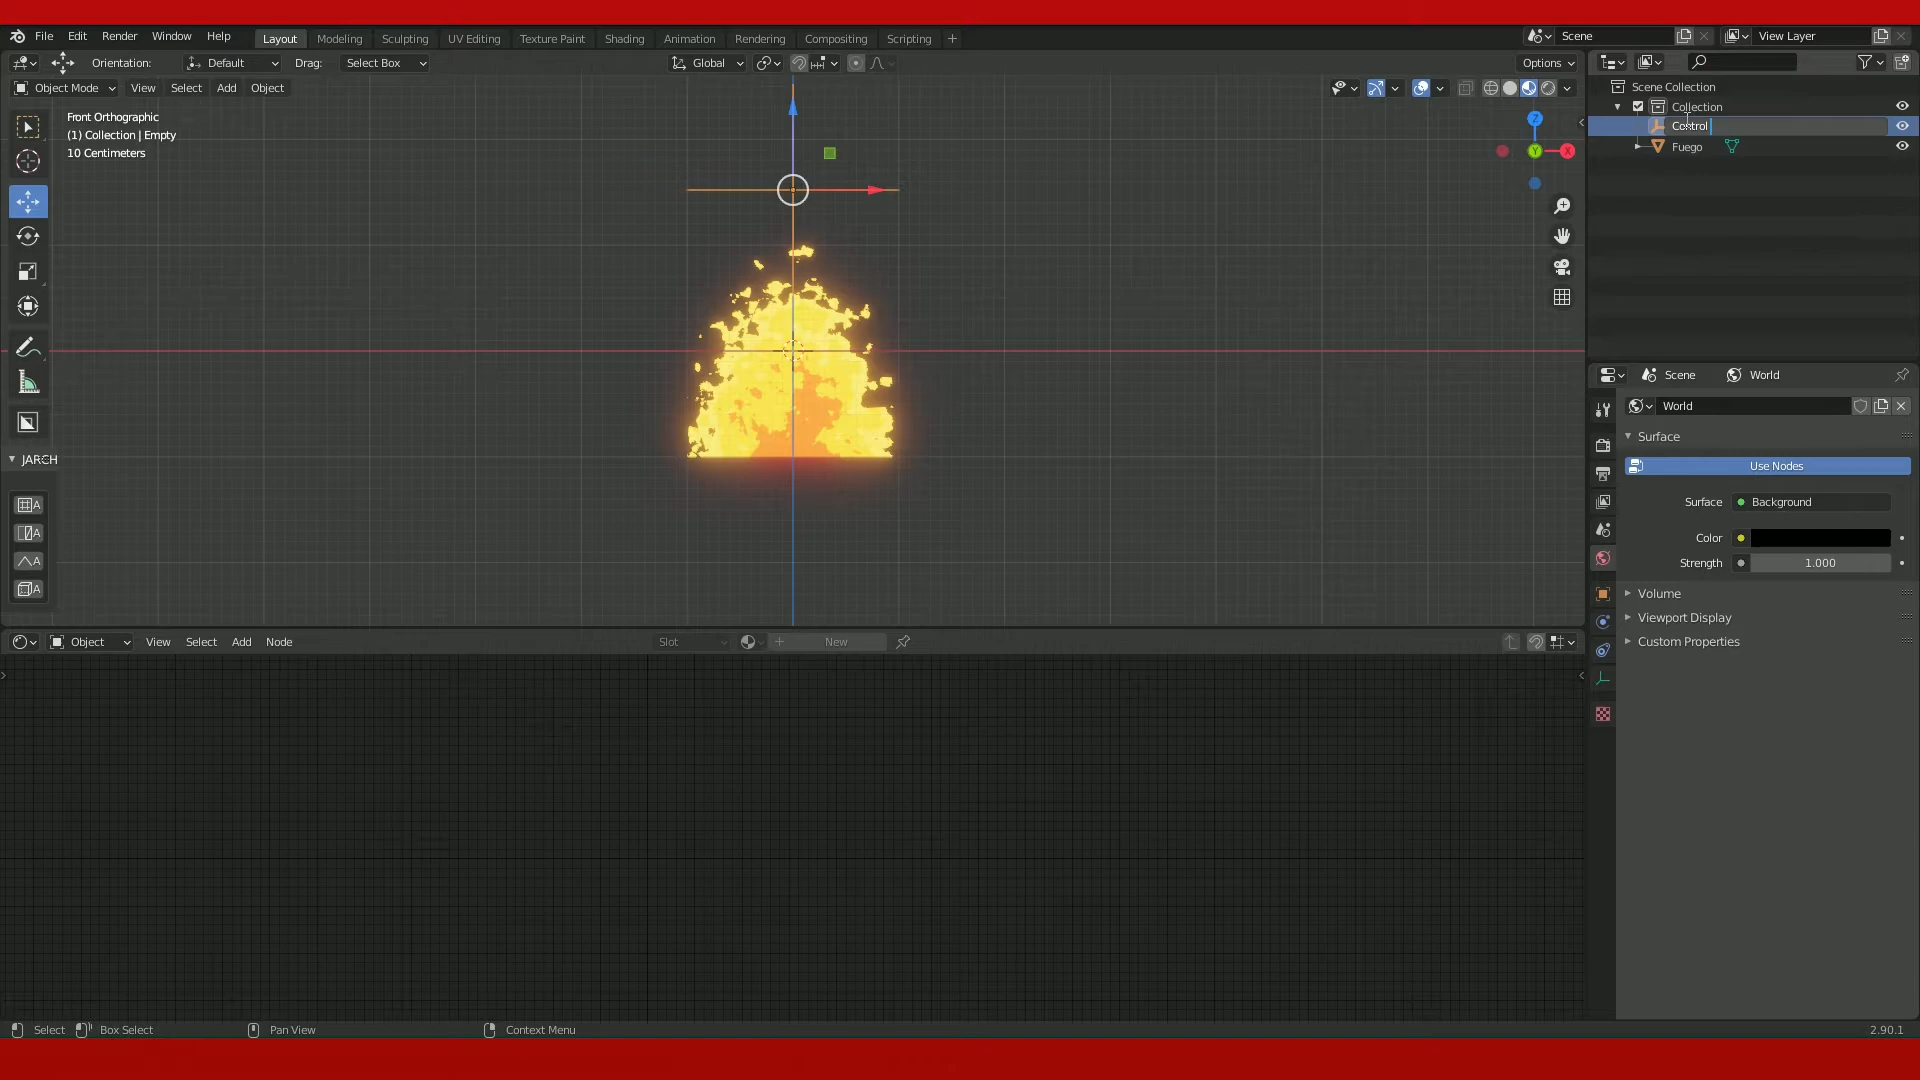 File Edit Render Window Help Layout Modeling Sculpting UV Editing Texture Paint Shading Animation Rendering Compositing Scripting Scene View Layer
Orientation: Default Drag: Select Box Global Options
Object Mode View Select Add Object
Scene Collection
Collection
Control
Fuego
Front Orthographic
(1) Collection | Empty
10 Centimeters
Z
Y
X
JARCH
A
A
A
A
Scene World
World
Surface
Use Nodes
Surface Background
Color
Strength 1.000
Volume
Viewport Display
Custom Properties
Object View Select Add Node Slot New
Select Box Select Pan View Context Menu 2.90.1